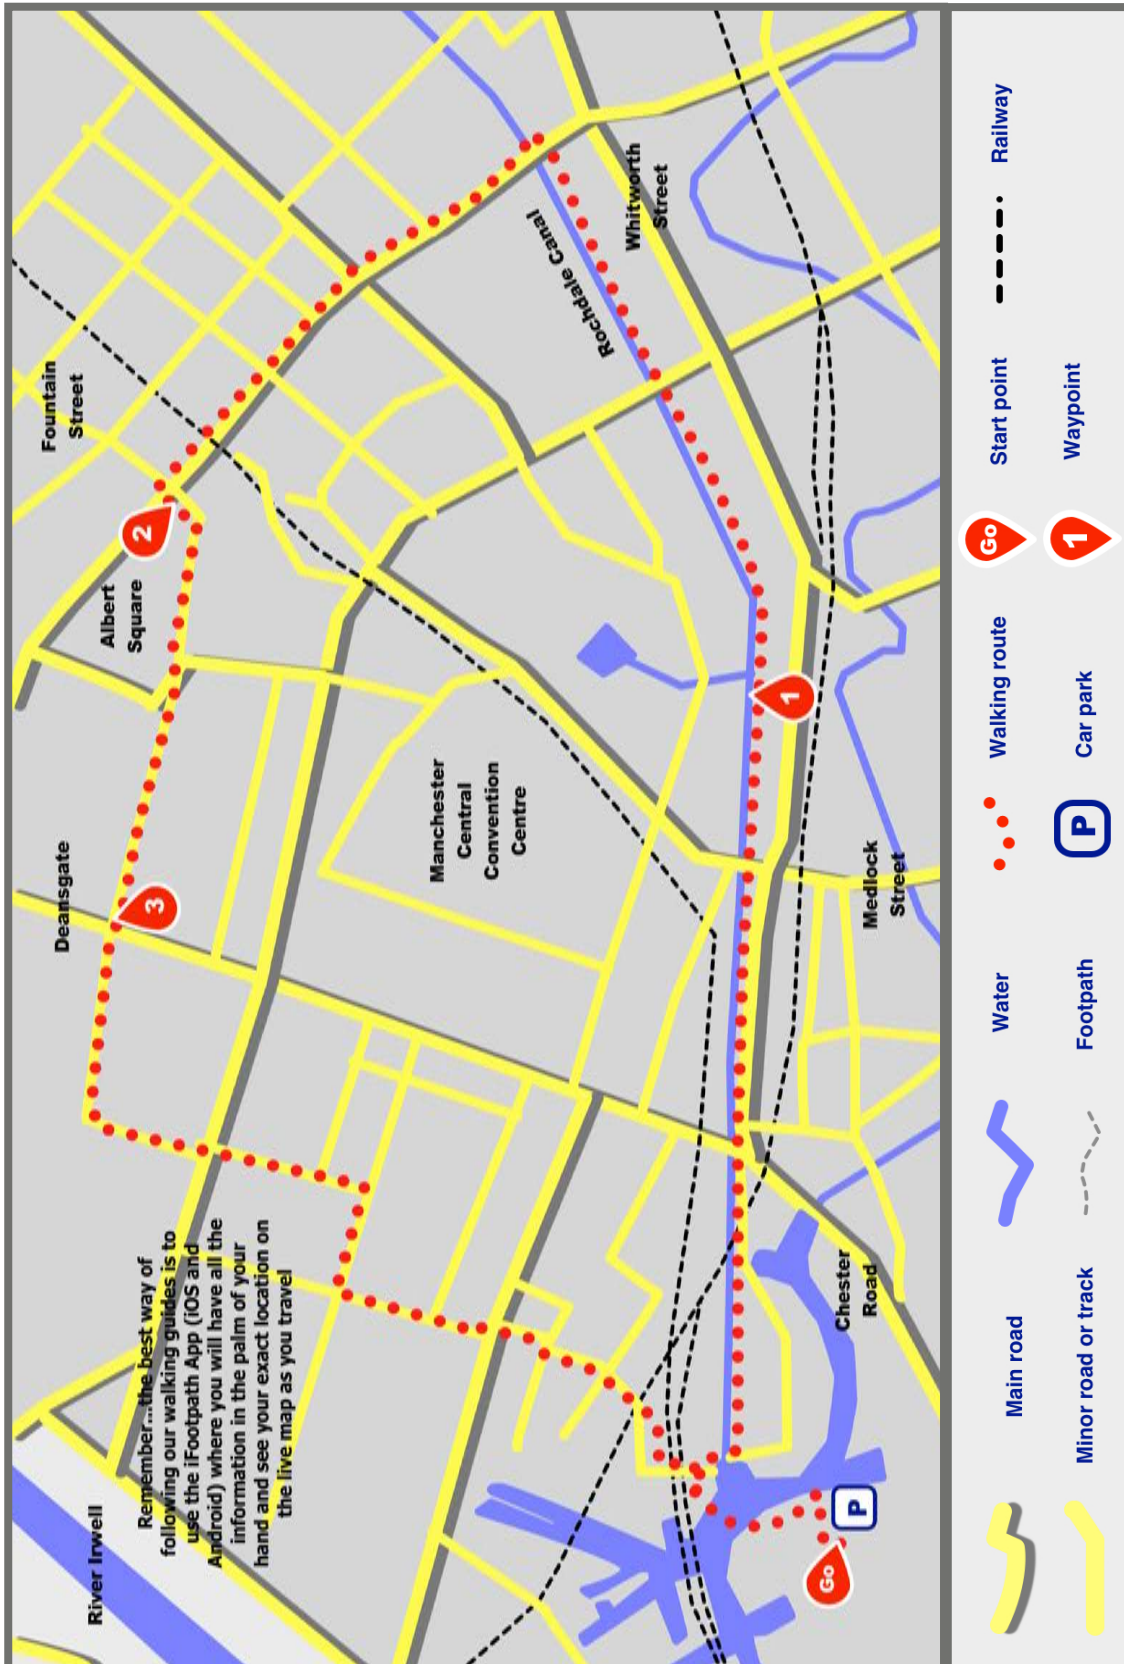 River Irwell
Remember...the best way of
following our walking guides is to
use the iFootpath App (iOS and
Android) where you will have all the
information in the palm of your
hand and see your exact location on
the live map as you travel
Deansgate
3
Albert
Square
2
Fountain
Street
Manchester
Central
Convention
Centre
Rochdale Canal
Whitworth
Street
1
Medlock
Street
Chester
Road
Go
P
Main road
Water
Walking route
Go
Start point
Railway
Minor road or track
Footpath
P
Car park
1
Waypoint